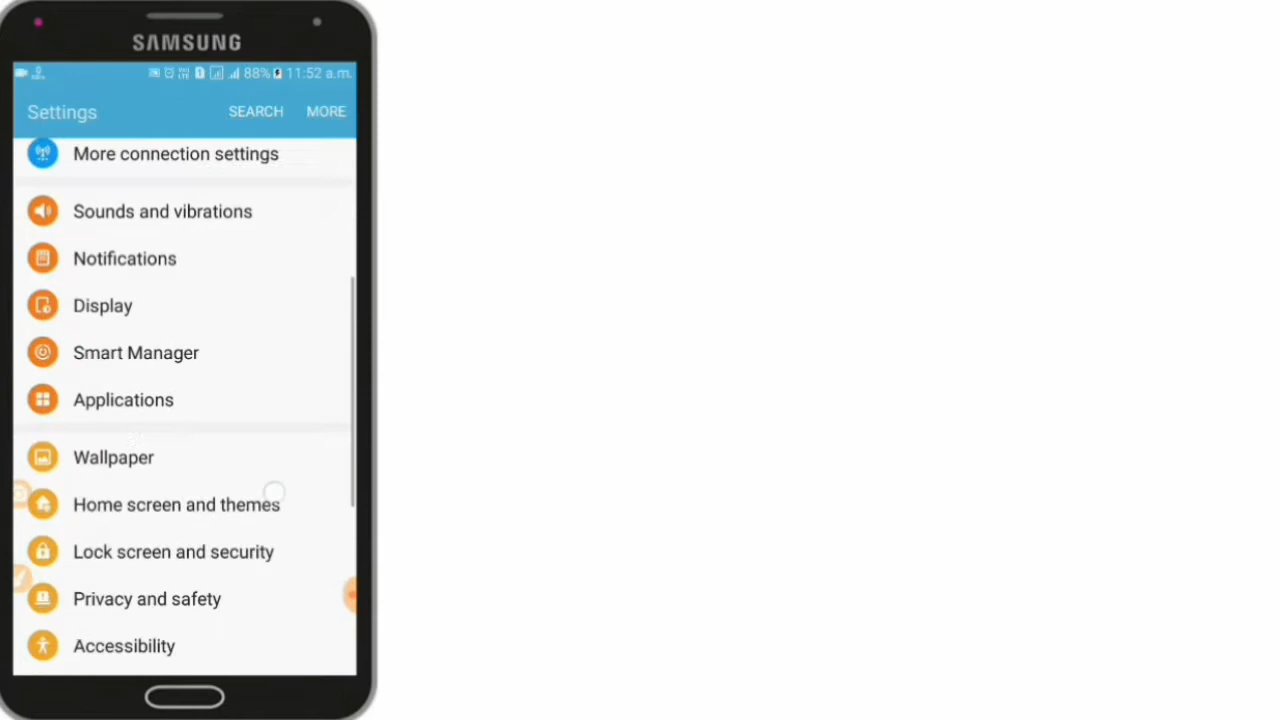 SAMSUNG
88% 11:52 a.m.
Settings SEARCH MORE
More connection settings
Sounds and vibrations
Notifications
Display
Smart Manager
Applications
Wallpaper
Home screen and themes
Lock screen and security
Privacy and safety
Accessibility